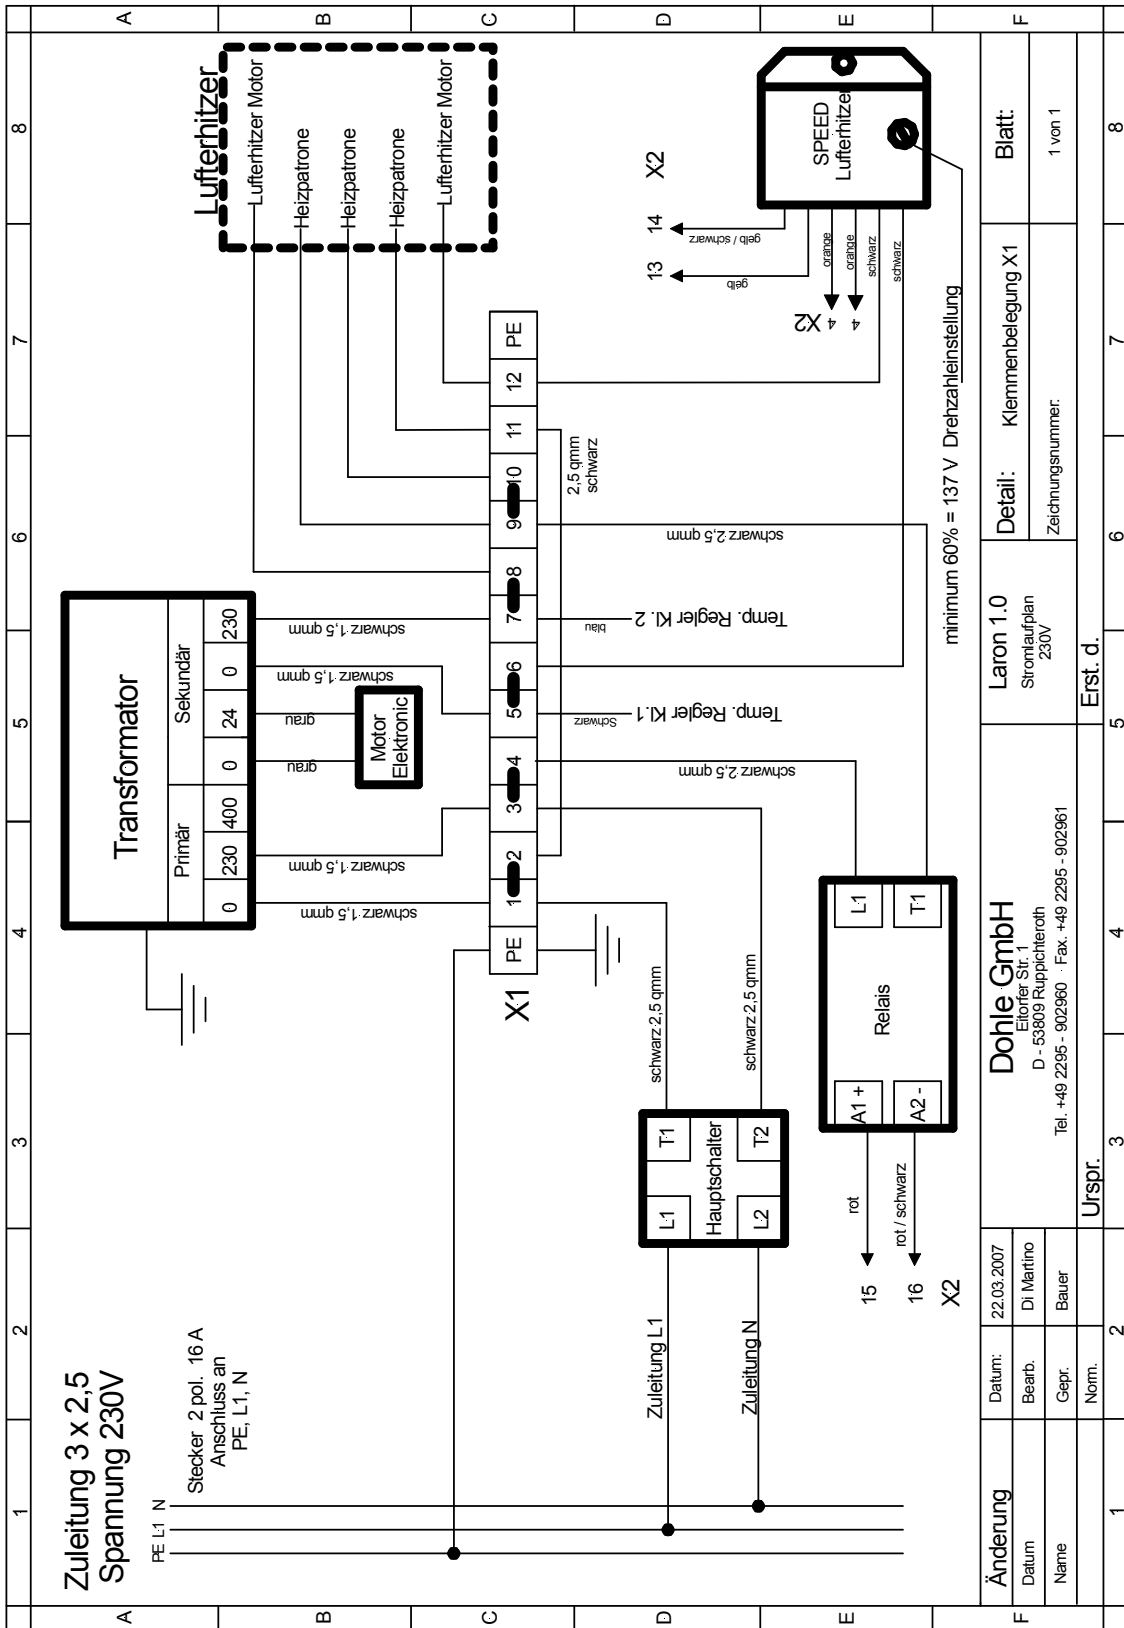 1 2 3 4 5 6 7 8
A
B
C
D
E
F
Zuleitung 3 x 2,5
Spannung 230V
Stecker 2 pol. 16 A
Anschluss an
PE, L1, N
PE L1 N
Transformator
Primär
Sekundär
0 230 400 0 24 0 230
schwarz 1,5 qmm
schwarz 1,5 qmm
grau
grau
schwarz 1,5 qmm
schwarz 1,5 qmm
Motor
Elektronic
Lufterhitzer
Lufterhitzer Motor
Heizpatrone
Heizpatrone
Heizpatrone
Lufterhitzer Motor
X1
PE 1 2 3 4 5 6 7 8 9 10 11 12 PE
2,5 qmm
schwarz
schwarz 2,5 qmm
schwarz 2,5 qmm
schwarz 2,5 qmm
Schwarz
Temp. Regler Kl.1
blau
Temp. Regler Kl. 2
schwarz 2,5 qmm
Zuleitung L1
Zuleitung N
L1 T1
Hauptschalter
L2 T2
13 14 X2
gelb
gelb / schwarz
X2
4
4
orange
orange
schwarz
schwarz
SPEED
Lufterhitzer
minimum 60% = 137 V Drehzahleinstellung
15
16
X2
rot
rot / schwarz
A1 +
A2 -
Relais
L1
T1
Änderung
Datum
Name
Datum: 22.03.2007
Bearb. Di Martino
Gepr. Bauer
Norm.
Dohle GmbH
Eitorfer Str. 1
D - 53809 Ruppichteroth
Tel. +49 2295 - 902960 Fax. +49 2295 - 902961
Urspr.
Erst. d.
Laron 1.0
Stromlaufplan
230V
Detail:
Klemmenbelegung X1
Zeichnungsnummer:
Blatt:
1 von 1
A
B
C
D
E
F
1 2 3 4 5 6 7 8